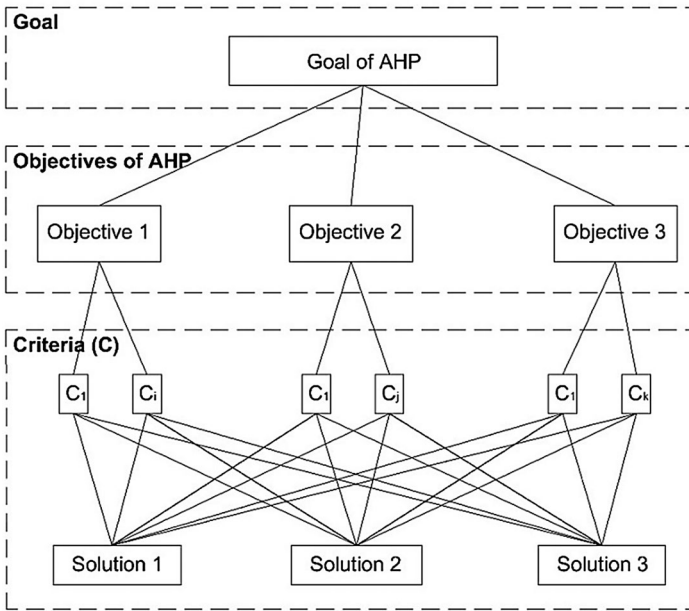 Goal
Goal of AHP
Objectives of AHP
Objective 1
Objective 2
Objective 3
Criteria (C)
C1
Ci
C1
Cj
C1
Ck
Solution 1
Solution 2
Solution 3